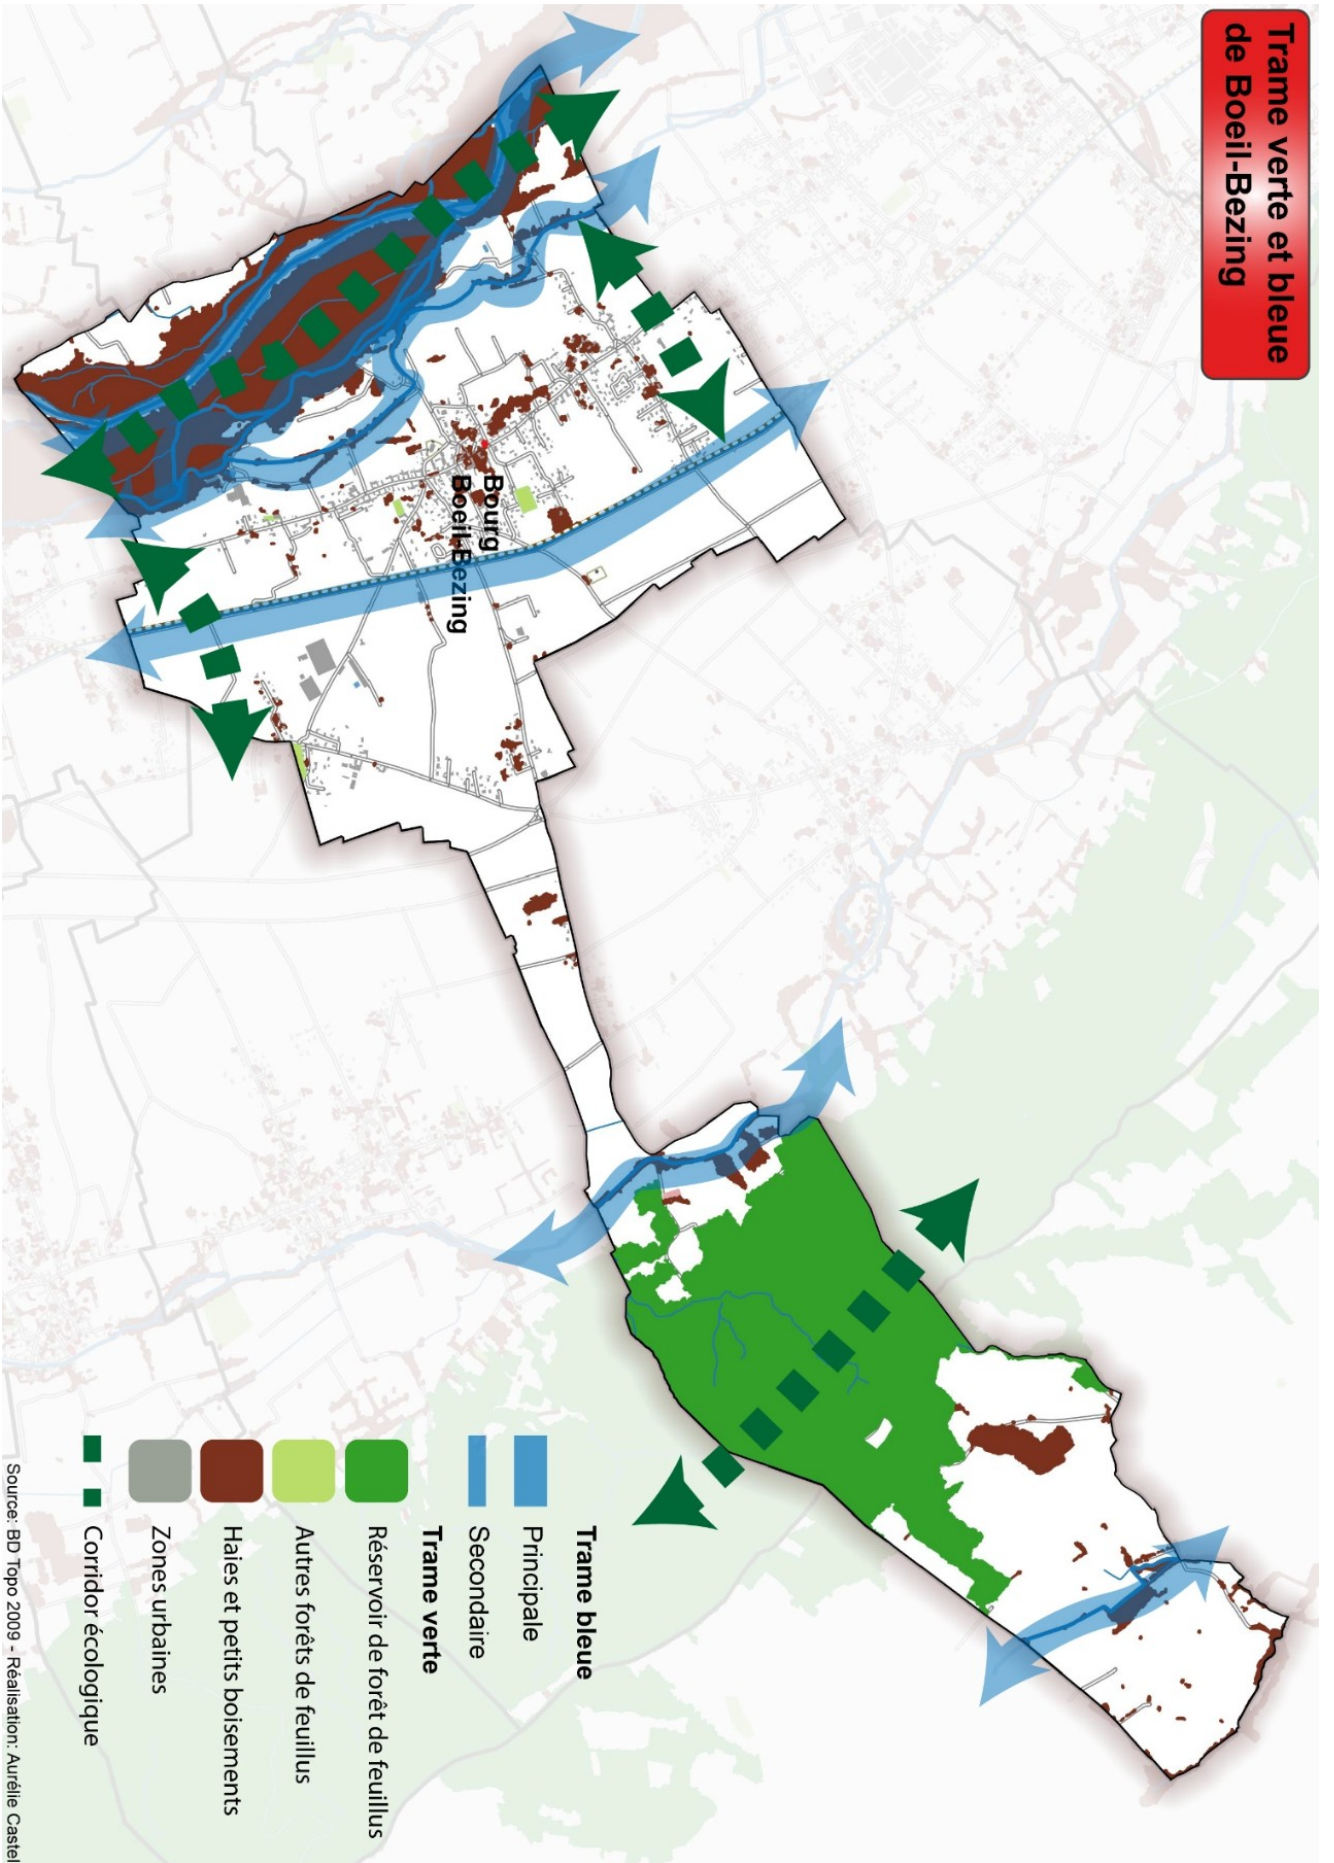 Trame verte et bleue
de Boeil-Bezing
Bourg
Boeil-Bezing
Trame bleue
Principale
Secondaire
Trame verte
Réservoir de forêt de feuillus
Autres forêts de feuillus
Haies et petits boisements
Zones urbaines
Corridor écologique
Source: BD Topo 2009 - Réalisation: Aurélie Castel